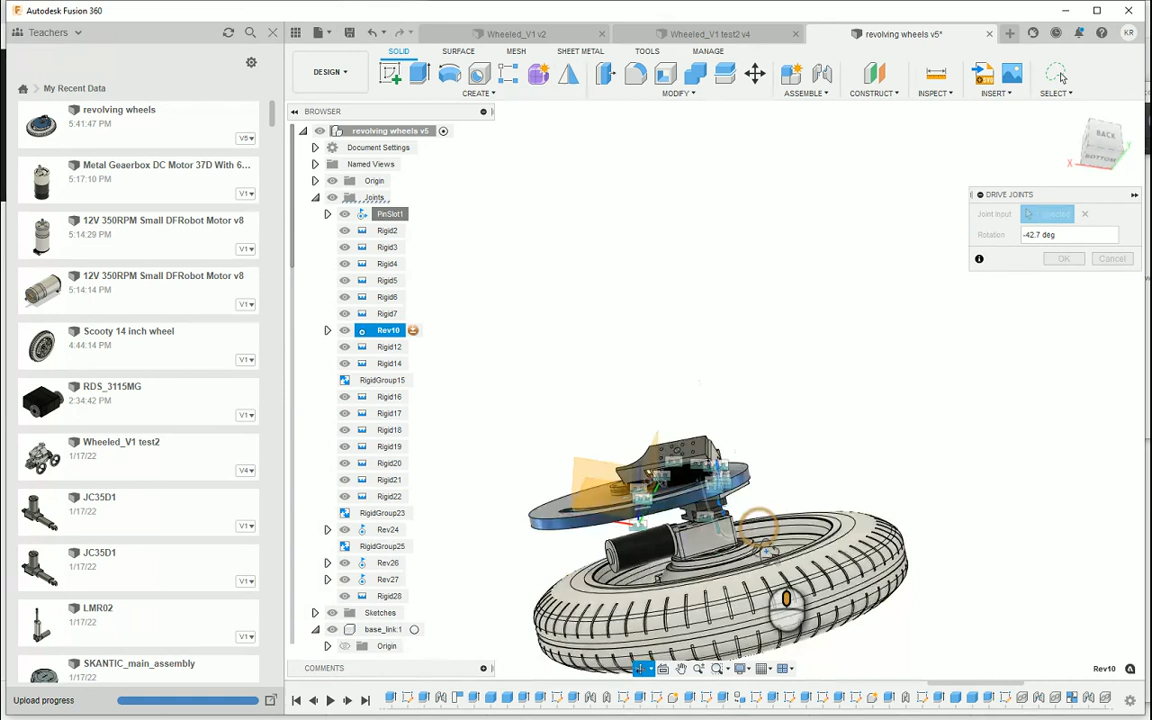 Autodesk Fusion 360
Teachers
Wheeled_V1 v2
Wheeled_V1 test2 v4
revolving wheels v5*
KR
SOLID
SURFACE
MESH
SHEET METAL
TOOLS
MANAGE
DESIGN
CREATE
MODIFY
ASSEMBLE
CONSTRUCT
INSPECT
INSERT
SELECT
My Recent Data
revolving wheels
5:41:47 PM
V5
Metal Geaerbox DC Motor 37D With 6...
5:17:10 PM
V1
12V 350RPM Small DFRobot Motor v8
5:14:29 PM
V1
12V 350RPM Small DFRobot Motor v8
5:14:14 PM
V1
Scooty 14 inch wheel
4:44:14 PM
V1
RDS_3115MG
2:34:42 PM
V1
Wheeled_V1 test2
1/17/22
V4
JC35D1
1/17/22
V1
JC35D1
1/17/22
V1
LMR02
1/17/22
V1
SKANTIC_main_assembly
Upload progress
BROWSER
revolving wheels v5
Document Settings
Named Views
Origin
Joints
PinSlot1
Rigid2
Rigid3
Rigid4
Rigid5
Rigid6
Rigid7
Rev10
Rigid12
Rigid14
RigidGroup15
Rigid16
Rigid17
Rigid18
Rigid19
Rigid20
Rigid21
Rigid22
RigidGroup23
Rev24
RigidGroup25
Rev26
Rev27
Rigid28
Sketches
base_link:1
Origin
COMMENTS
BACK
BOTTOM
X
Y
DRIVE JOINTS
Joint Input
Rotation
-42.7 deg
OK
Cancel
Rev10